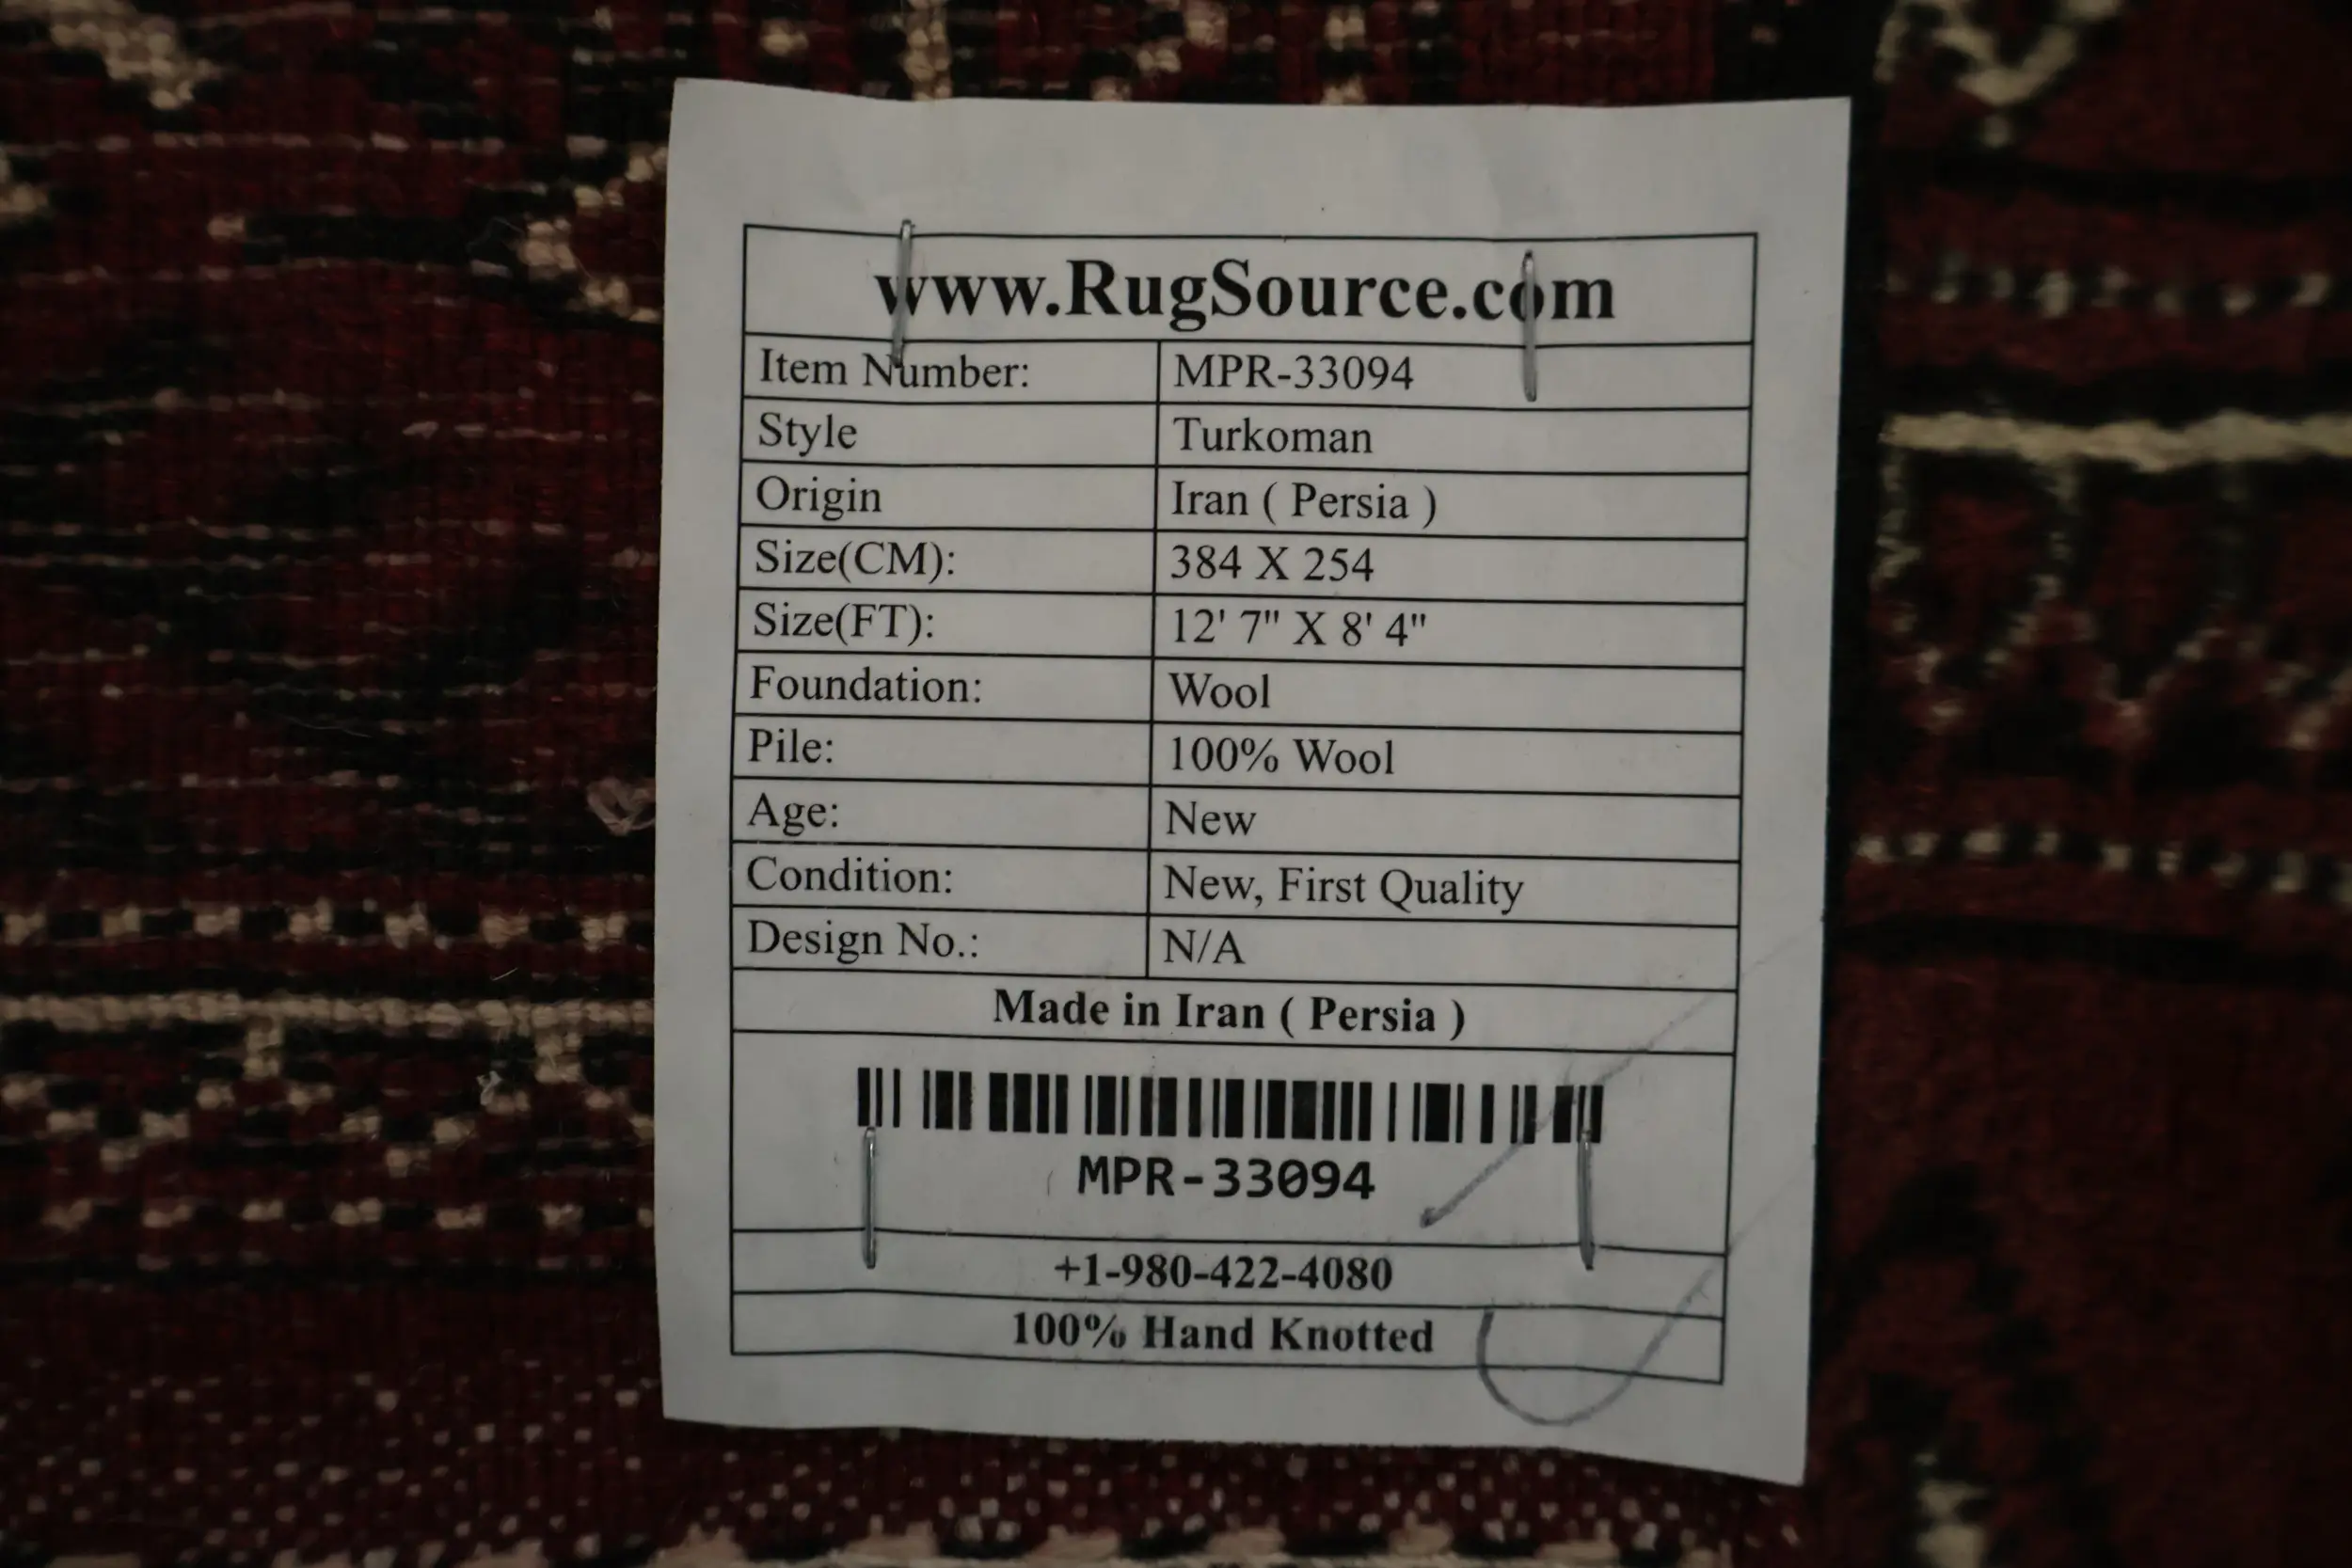 www.RugSource.com
Item Number: MPR-33094
Style Turkoman
Origin Iran ( Persia )
Size(CM): 384 X 254
Size(FT): 12' 7" X 8' 4"
Foundation: Wool
Pile: 100% Wool
Age: New
Condition: New, First Quality
Design No.: N/A
Made in Iran ( Persia )
MPR-33094
+1-980-422-4080
100% Hand Knotted